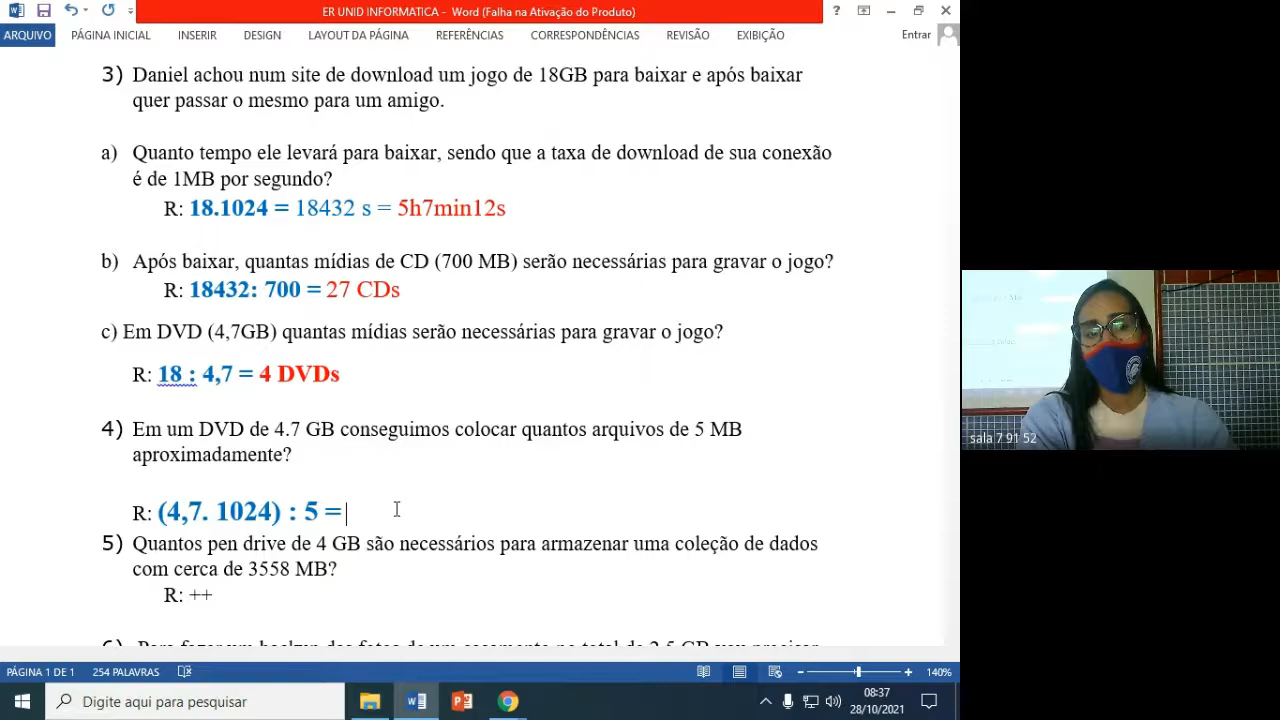 ER UNID INFORMATICA - Word (Falha na Ativação do Produto)
?
ARQUIVO PÁGINA INICIAL INSERIR DESIGN LAYOUT DA PÁGINA REFERÊNCIAS CORRESPONDÊNCIAS REVISÃO EXIBIÇÃO Entrar
3) Daniel achou num site de download um jogo de 18GB para baixar e após baixar
quer passar o mesmo para um amigo.
a) Quanto tempo ele levará para baixar, sendo que a taxa de download de sua conexão
é de 1MB por segundo?
R: 18.1024 = 18432 s = 5h7min12s
b) Após baixar, quantas mídias de CD (700 MB) serão necessárias para gravar o jogo?
R: 18432: 700 = 27 CDs
c) Em DVD (4,7GB) quantas mídias serão necessárias para gravar o jogo?
R: 18 : 4,7 = 4 DVDs
4) Em um DVD de 4.7 GB conseguimos colocar quantos arquivos de 5 MB
aproximadamente?
R: (4,7. 1024) : 5 =
5) Quantos pen drive de 4 GB são necessários para armazenar uma coleção de dados
com cerca de 3558 MB?
R: ++
sala 7 91 52
PÁGINA 1 DE 1 254 PALAVRAS 140%
Digite aqui para pesquisar
08:37
28/10/2021